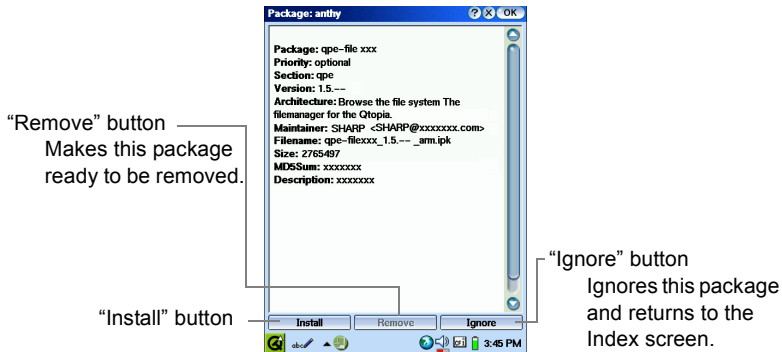 Package: anthy
? X OK
Package: qpe-file xxx
Priority: optional
Section: qpe
Version: 1.5.--
Architecture: Browse the file system The
filemanager for the Qtopia.
Maintainer: SHARP <SHARP@xxxxxxx.com>
Filename: qpe-filexxx_1.5.-- _arm.ipk
Size: 2765497
MD5Sum: xxxxxxx
Description: xxxxxxx
“Remove” button
Makes this package
ready to be removed.
“Install” button
“Ignore” button
Ignores this package
and returns to the
Index screen.
Install Remove Ignore
abc 3:45 PM